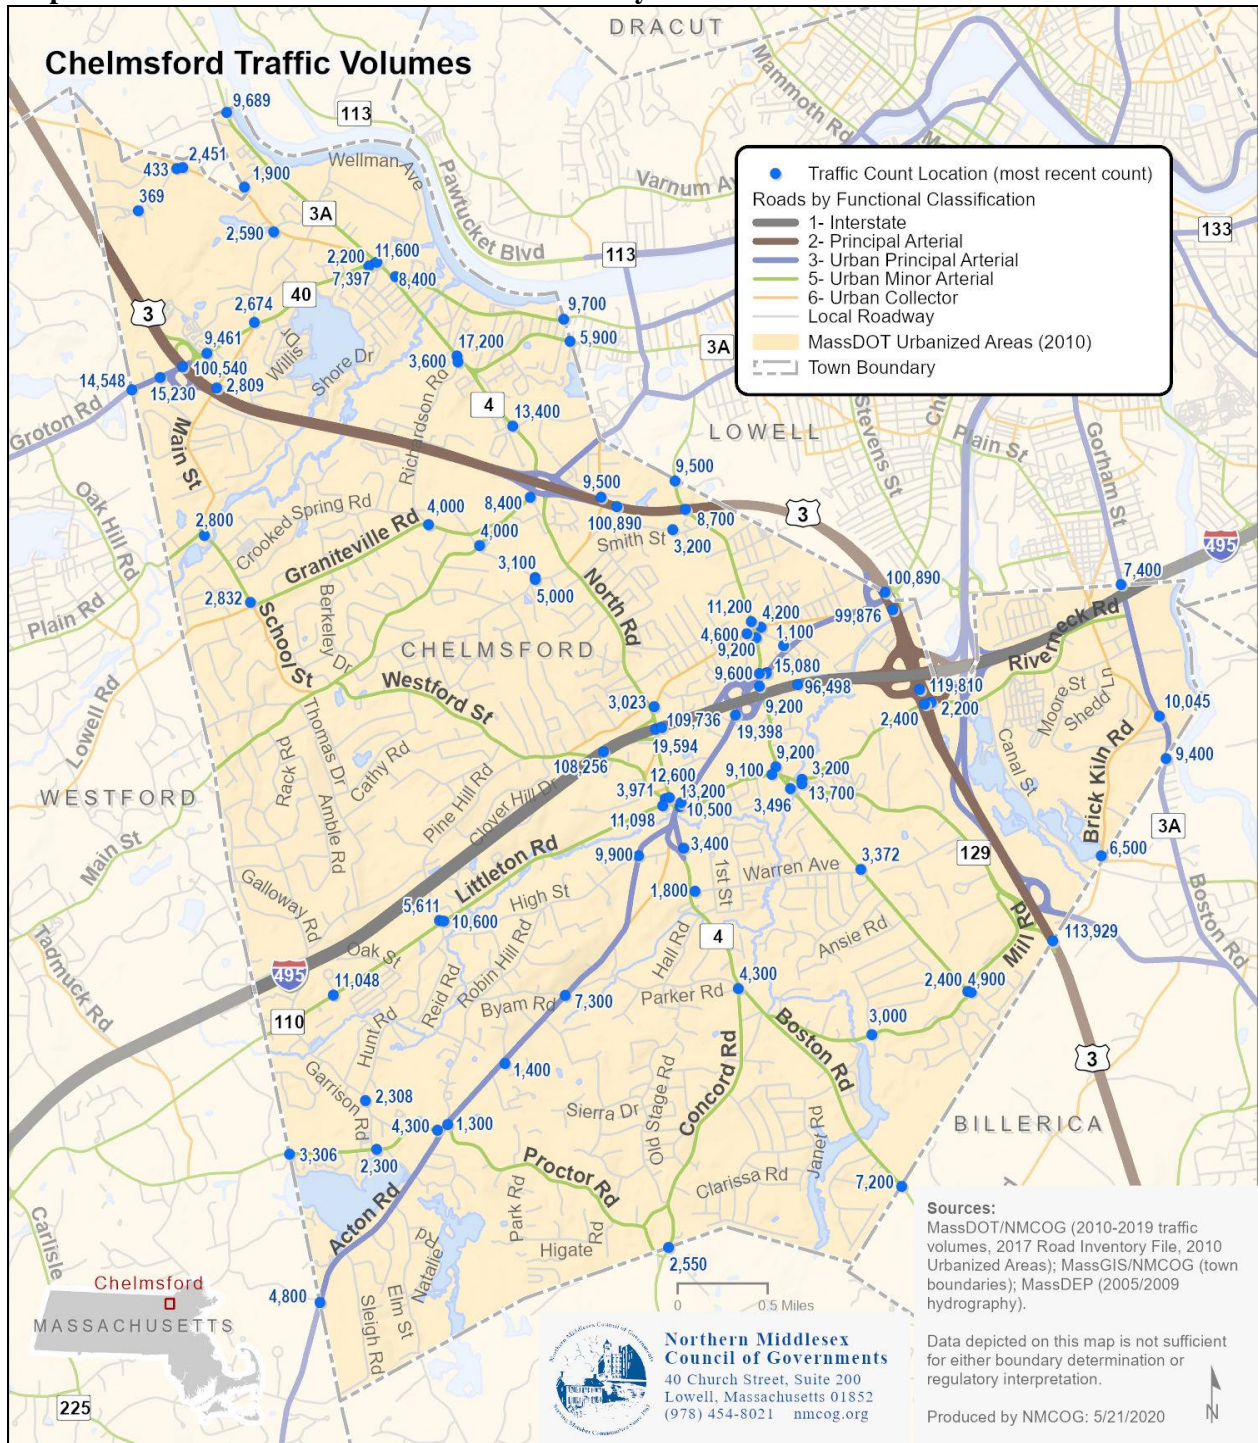 Chelmsford Traffic Volumes
DRACUT
9,689
113
Mammoth Rd
2,451
433
Wellman Ave
369
1,900
3A
Pawtucket Blvd
Varnum
2,590
113
133
2,200
11,600
7,397
8,400
40
3
2,674
9,700
Willis Dr
Shore Dr
9,461
17,200
5,900
3A
100,540
3,600
14,548
15,230
2,809
Richardson Rd
4
13,400
Groton Rd
Main St
Traffic Count Location (most recent count)
Roads by Functional Classification
1- Interstate
2- Principal Arterial
3- Urban Principal Arterial
5- Urban Minor Arterial
6- Urban Collector
Local Roadway
MassDOT Urbanized Areas (2010)
Town Boundary
LOWELL
Stevens St
Plain St
Gorham St
Oak Hill Rd
9,500
9,500
8,400
Crooked Spring Rd
4,000
100,890
8,700
3
2,800
Graniteville Rd
4,000
Smith St
3,200
495
3,100
5,000
100,890
7,400
Plain Rd
2,832
School St
Berkeley Dr
North Rd
11,200
4,200
99,876
Riverneck Rd
CHELMSFORD
4,600
1,100
9,200
9,600
15,080
Westford St
96,498
119,810
Moore St
Shedd Ln
Lowell Rd
3,023
109,736
9,200
2,400
2,200
10,045
Thomas Dr
19,594
19,398
Rack Rd
Cathy Rd
108,256
9,200
Canal St
9,400
WESTFORD
Amble Rd
Pine Hill Rd
Clover Hill Dr
12,600
9,100
3,200
Brick Kiln Rd
3,971
13,200
13,700
3,496
11,098
10,500
3A
Main St
Littleton Rd
9,900
3,400
1st St
Warren Ave
3,372
129
6,500
Galloway Rd
1,800
Boston Rd
5,611
10,600
High St
Hall Rd
4
Ansie Rd
Mill Rd
113,929
Tadmuck Rd
Oak St
495
11,048
Reid Rd
Robin Hill Rd
Byam Rd
7,300
Parker Rd
4,300
2,400
4,900
110
Hunt Rd
Boston Rd
3,000
3
1,400
Old Stage Rd
Concord Rd
Garrison Rd
2,308
Sierra Dr
BILLERICA
4,300
1,300
3,306
2,300
Proctor Rd
Janet Rd
Clarissa Rd
7,200
Carlisle
Acton Rd
Park Rd
Higate Rd
Natalie Rd
2,550
4,800
Elm St
Sleigh Rd
0
0.5 Miles
Chelmsford
MASSACHUSETTS
225
Northern Middlesex
Council of Governments
40 Church Street, Suite 200
Lowell, Massachusetts 01852
(978) 454-8021 nmcog.org
Sources:
MassDOT/NMCOG (2010-2019 traffic
volumes, 2017 Road Inventory File, 2010
Urbanized Areas); MassGIS/NMCOG (town
boundaries); MassDEP (2005/2009
hydrography).
Data depicted on this map is not sufficient
for either boundary determination or
regulatory interpretation.
Produced by NMCOG: 5/21/2020
N